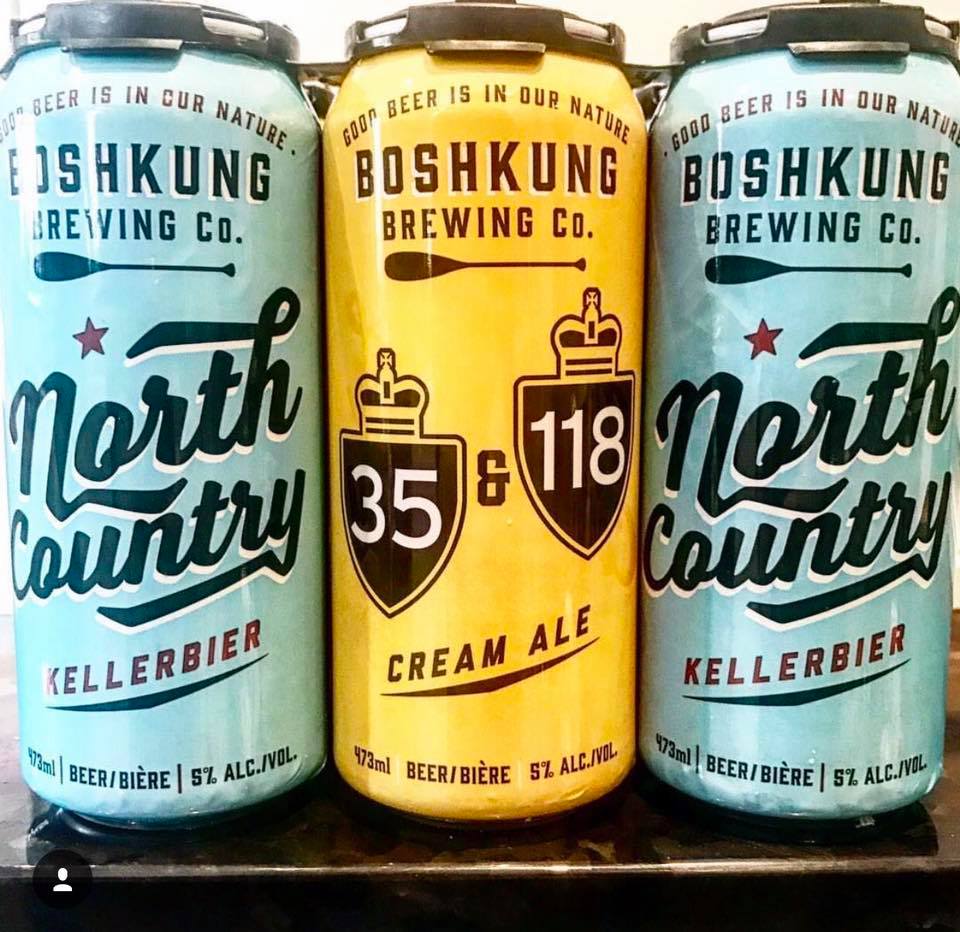 GOOD BEER IS IN OUR NATURE ·
BOSHKUNG
BREWING Co.
North
Country
KELLERBIER
473ml | BEER/BIÈRE | 5% ALC./VOL.
GOOD BEER IS IN OUR NATURE
BOSHKUNG
BREWING Co.
35 & 118
CREAM ALE
473ml | BEER/BIÈRE | 5% ALC./VOL.
· GOOD BEER IS IN OUR NATURE
BOSHKUNG
BREWING Co.
North
Country
KELLERBIER
473ml | BEER/BIÈRE | 5% ALC./VOL.